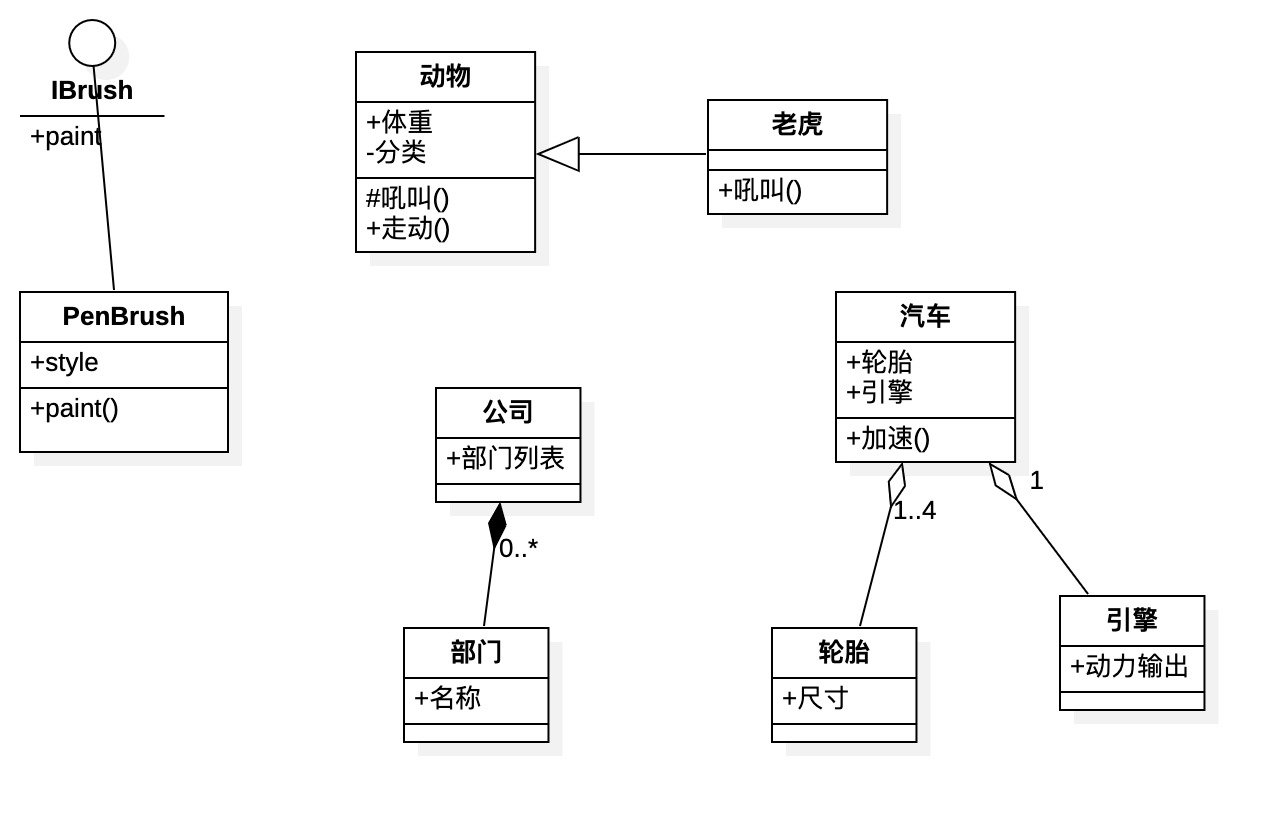 IBrush
+paint
PenBrush
+style
+paint()
动物
+体重
-分类
#吼叫()
+走动()
老虎
+吼叫()
公司
+部门列表
0..*
部门
+名称
汽车
+轮胎
+引擎
+加速()
1..4
1
轮胎
+尺寸
引擎
+动力输出